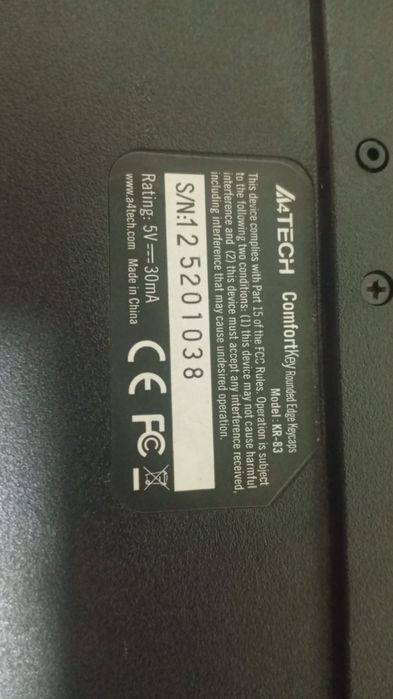 A4TECH ComfortKey Rounded Edge Keycaps
Model : KR-83
This device complies with Part 15 of the FCC Rules. Operation is subject
to the following two conditions: (1) this device may not cause harmful
interference and (2) this device must accept any interference received,
including interference that may cause undesired operation.
S/N:125201038
Rating: 5V 30mA
www.a4tech.com Made in China
CE FC